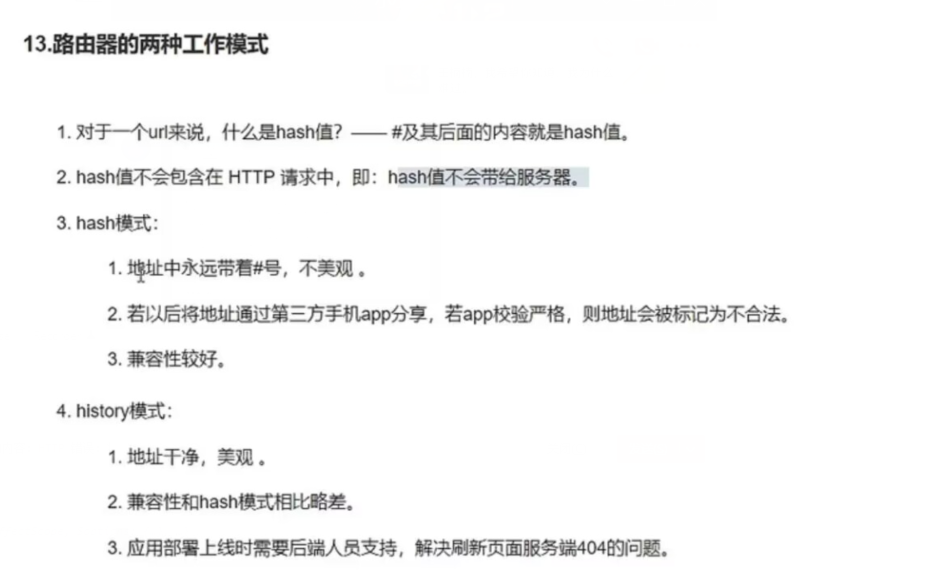 13.路由器的两种工作模式
1. 对于一个url来说，什么是hash值？—— #及其后面的内容就是hash值。
2. hash值不会包含在 HTTP 请求中，即：hash值不会带给服务器。
3. hash模式：
1. 地址中永远带着#号，不美观 。
2. 若以后将地址通过第三方手机app分享，若app校验严格，则地址会被标记为不合法。
3. 兼容性较好。
4. history模式：
1. 地址干净，美观 。
2. 兼容性和hash模式相比略差。
3. 应用部署上线时需要后端人员支持，解决刷新页面服务端404的问题。